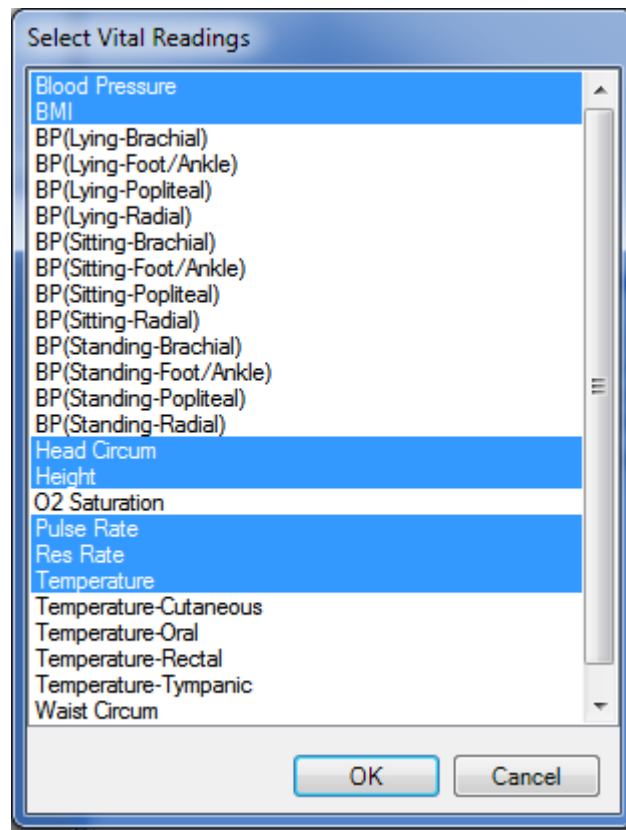 Select Vital Readings
Blood Pressure
BMI
BP(Lying-Brachial)
BP(Lying-Foot/Ankle)
BP(Lying-Popliteal)
BP(Lying-Radial)
BP(Sitting-Brachial)
BP(Sitting-Foot/Ankle)
BP(Sitting-Popliteal)
BP(Sitting-Radial)
BP(Standing-Brachial)
BP(Standing-Foot/Ankle)
BP(Standing-Popliteal)
BP(Standing-Radial)
Head Circum
Height
O2 Saturation
Pulse Rate
Res Rate
Temperature
Temperature-Cutaneous
Temperature-Oral
Temperature-Rectal
Temperature-Tympanic
Waist Circum
OK Cancel